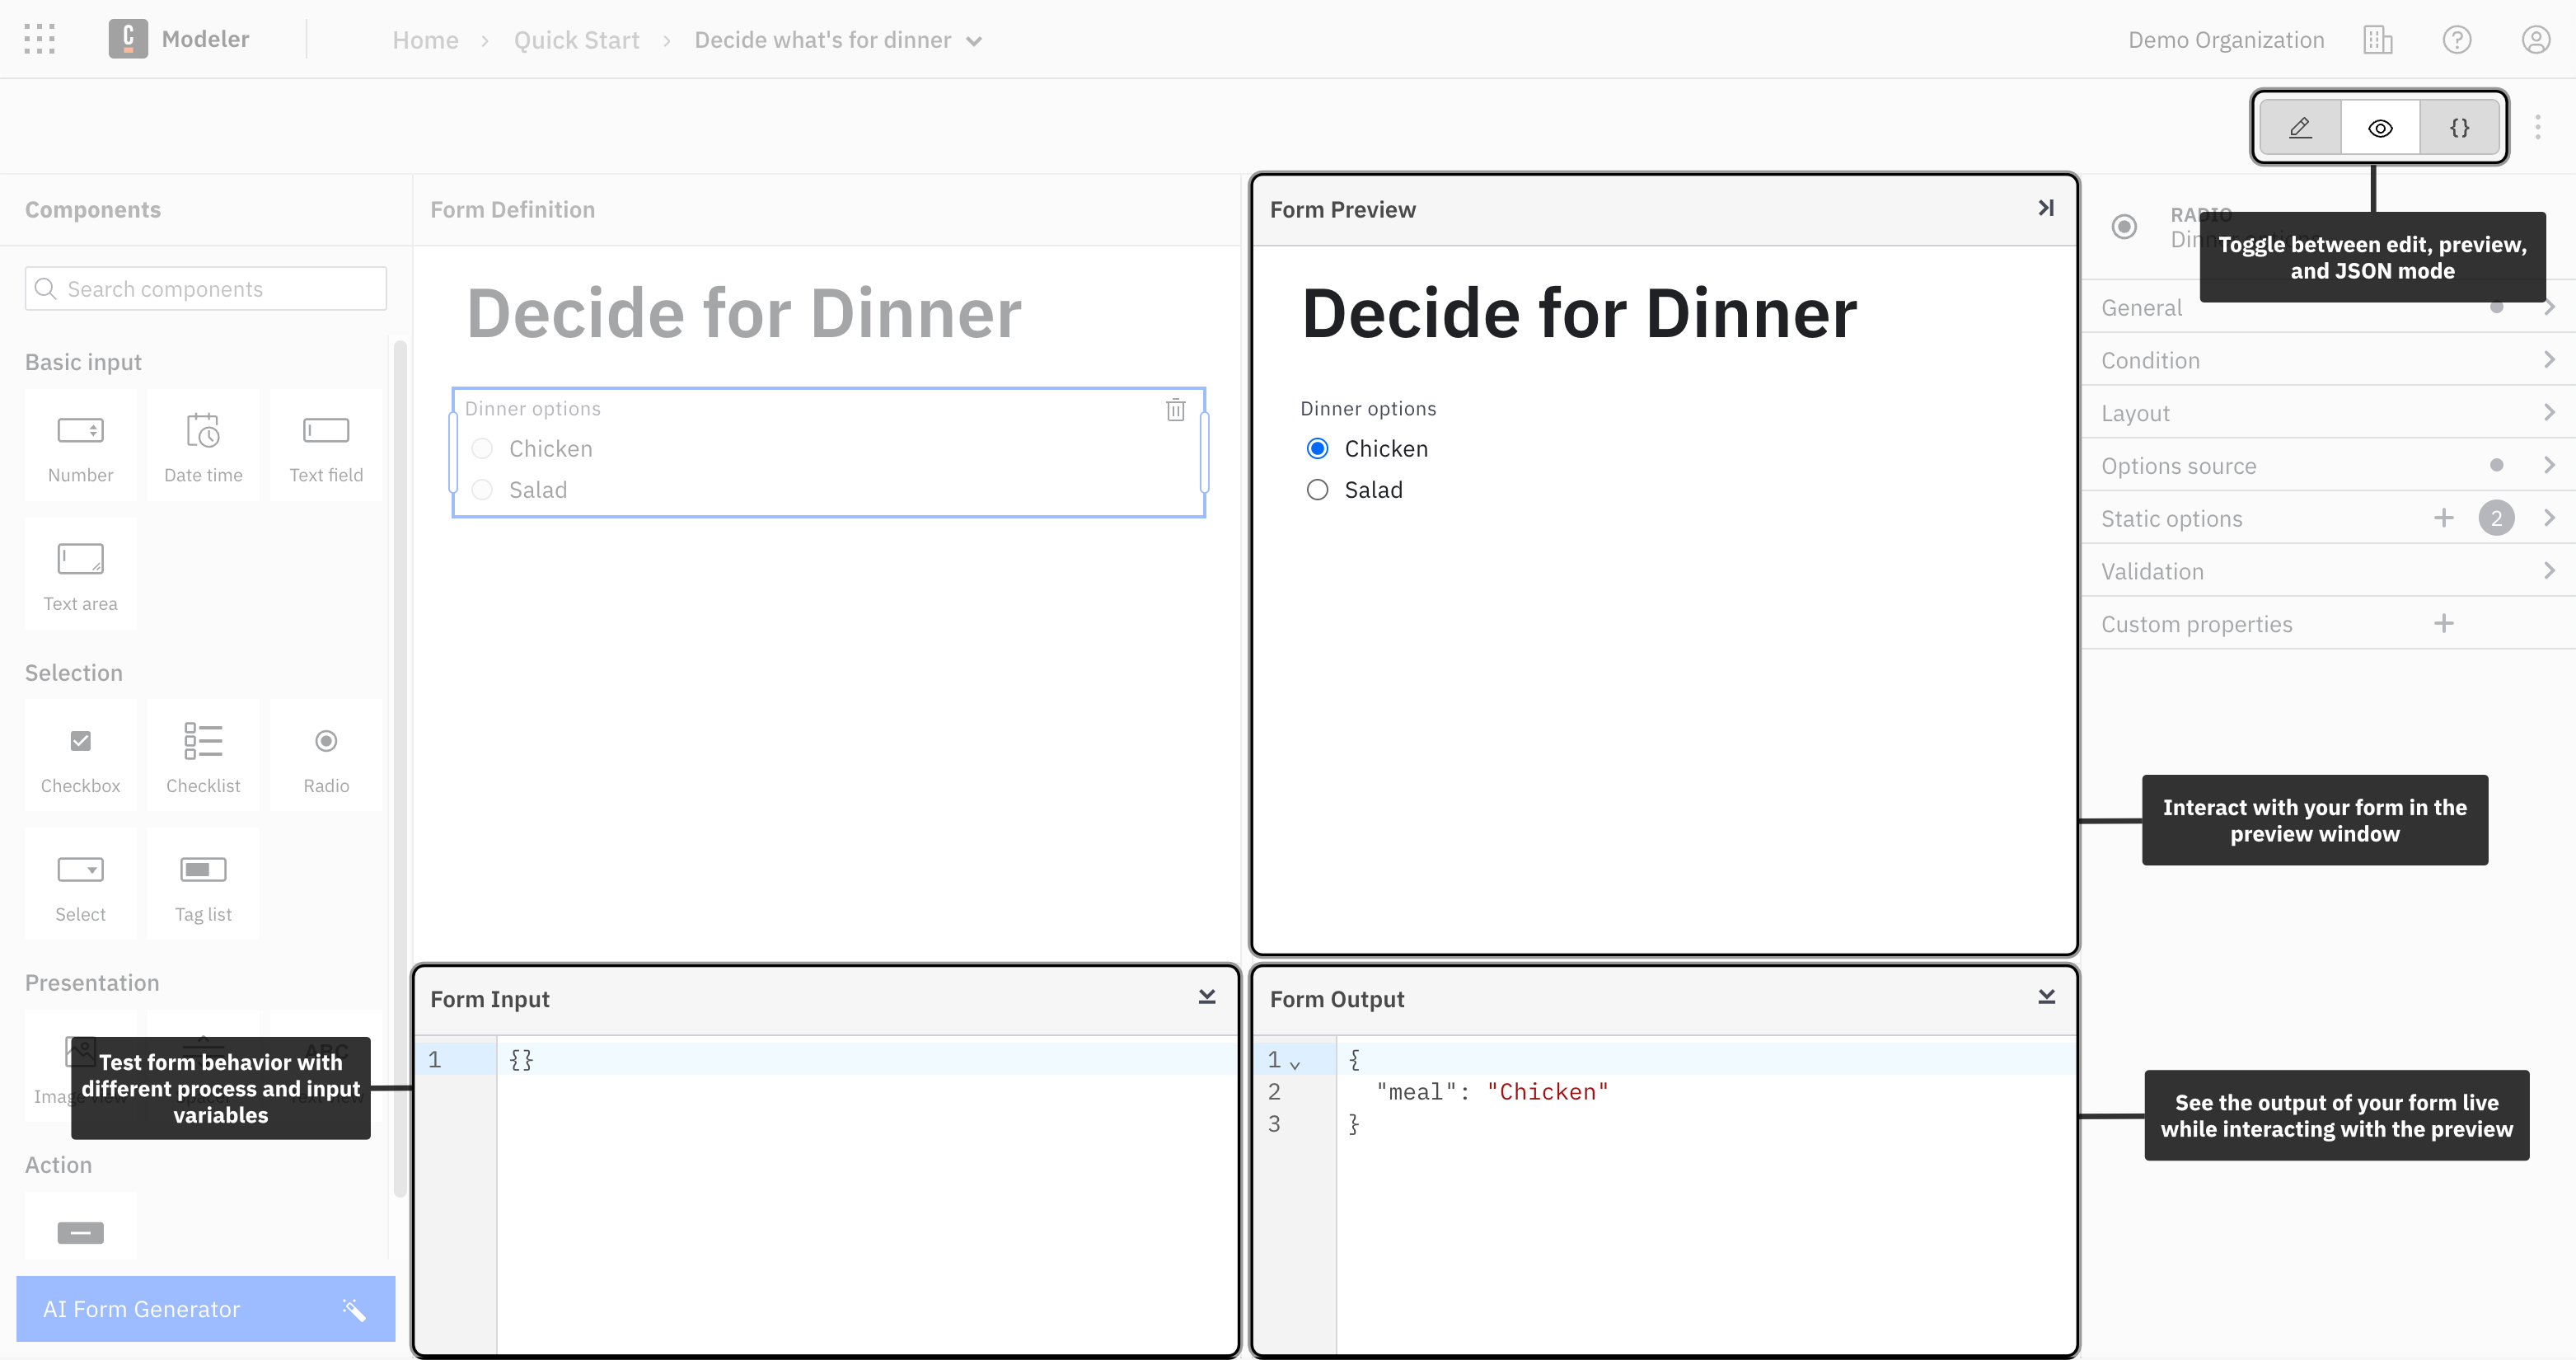 Modeler
Home
Quick Start
Decide what's for dinner
Demo Organization
{}
Components
Form Definition
Form Preview
RADIO
Toggle between edit, preview,
and JSON mode
Search components
Decide for Dinner
Decide for Dinner
General
Condition
Layout
Options source
Static options
2
Validation
Custom properties
Basic input
Number
Date time
Text field
Text area
Dinner options
Chicken
Salad
Dinner options
Chicken
Salad
Selection
Checkbox
Checklist
Radio
Select
Tag list
Interact with your form in the
preview window
Presentation
Test form behavior with
different process and input
variables
Form Input
1
{}
Form Output
1 {
2 "meal": "Chicken"
3 }
See the output of your form live
while interacting with the preview
Action
AI Form Generator